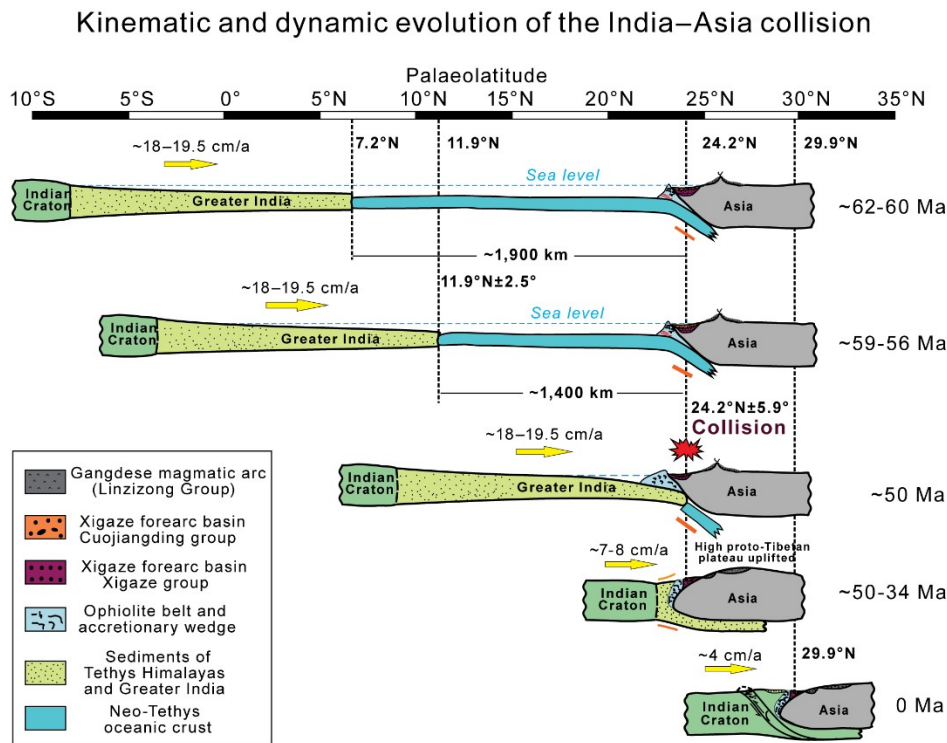 Kinematic and dynamic evolution of the India–Asia collision
Palaeolatitude
10°S 5°S 0° 5°N 10°N 15°N 20°N 25°N 30°N 35°N
7.2°N 11.9°N 24.2°N 29.9°N
~18–19.5 cm/a
Sea level
Indian
Craton
Greater India
Asia
~62-60 Ma
~1,900 km
11.9°N±2.5°
~18–19.5 cm/a
Sea level
Indian
Craton
Greater India
Asia
~59-56 Ma
~1,400 km
24.2°N±5.9°
Collision
~18–19.5 cm/a
Indian
Craton
Greater India
Asia
~50 Ma
High proto-Tibetan
plateau uplifted
~7-8 cm/a
Indian
Craton
Asia
~50-34 Ma
~4 cm/a
29.9°N
Indian
Craton
Asia
0 Ma
Gangdese magmatic arc
(Linzizong Group)
Xigaze forearc basin
Cuojiangding group
Xigaze forearc basin
Xigaze group
Ophiolite belt and
accretionary wedge
Sediments of
Tethys Himalayas
and Greater India
Neo-Tethys
oceanic crust